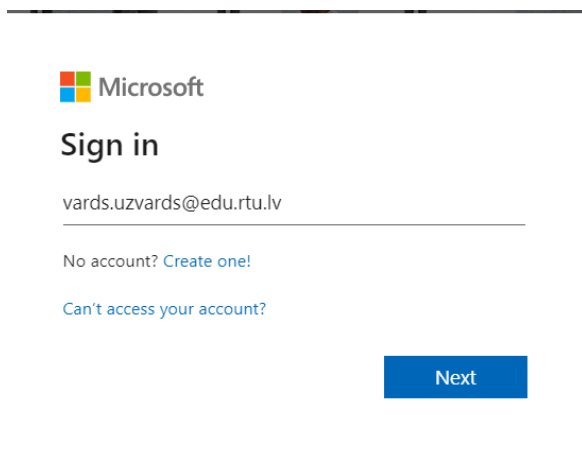 Microsoft
Sign in
vards.uzvards@edu.rtu.lv
No account? Create one!
Can't access your account?
Next